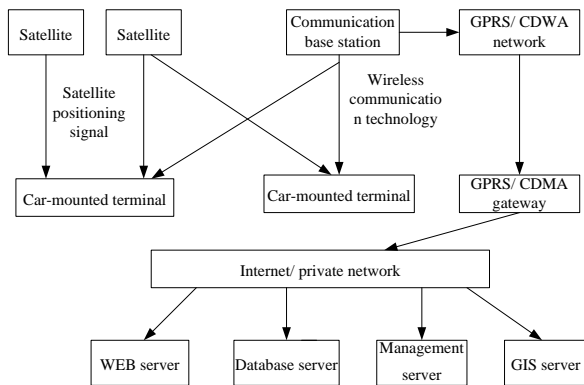 Satellite
Satellite
Communication
base station
GPRS/ CDWA
network
Satellite
positioning
signal
Wireless
communicatio
n technology
Car-mounted terminal
Car-mounted terminal
GPRS/ CDMA
gateway
Internet/ private network
WEB server
Database server
Management
server
GIS server